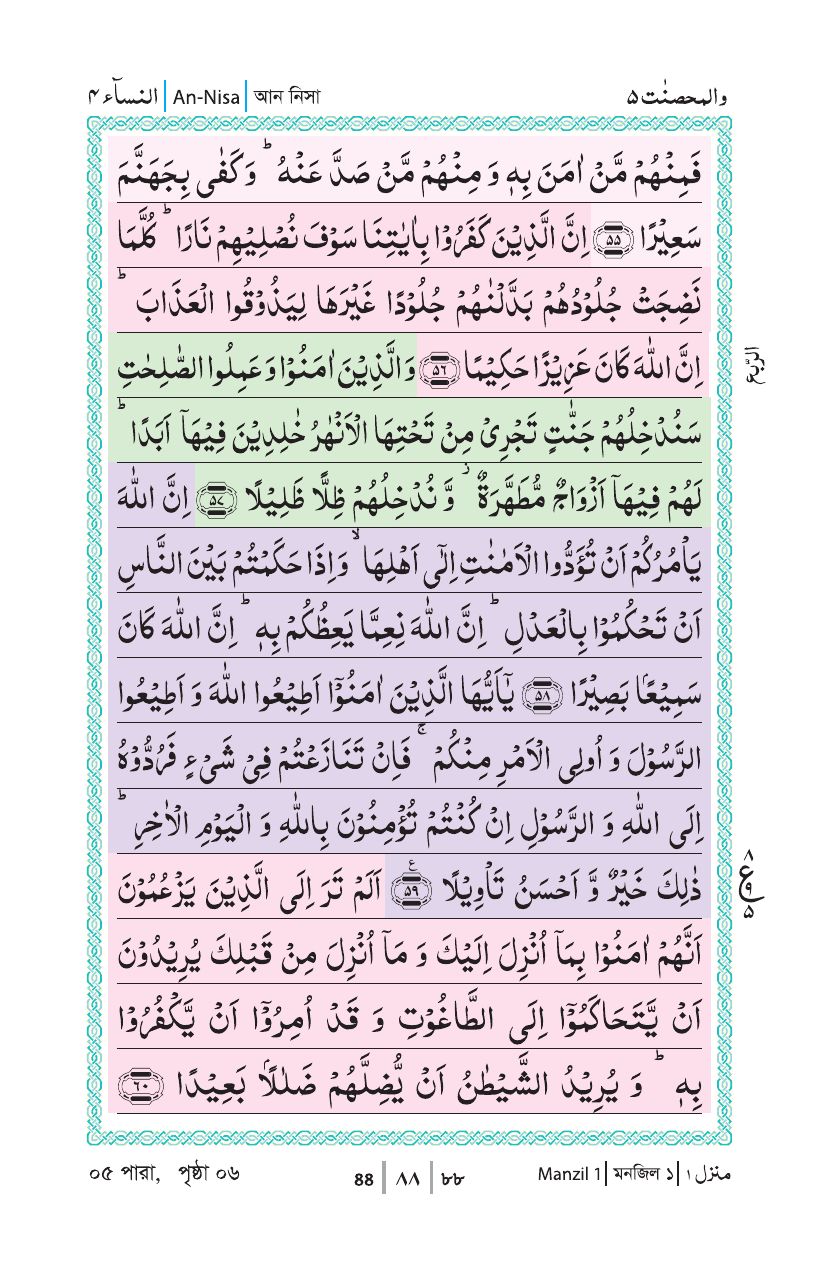 النسآء ۴ | An-Nisa | আন নিসা
والمحصنٰت ۵
فَمِنۡهُمۡ مَّنۡ اٰمَنَ بِهٖ وَ مِنۡهُمۡ مَّنۡ صَدَّ عَنۡهُ ؕ وَكَفٰى بِجَهَنَّمَ
سَعِيۡرًا ﴿۵۵﴾ اِنَّ الَّذِيۡنَ كَفَرُوۡا بِاٰيٰتِنَا سَوۡفَ نُصۡلِيۡهِمۡ نَارًا ؕ كُلَّمَا
نَضِجَتۡ جُلُوۡدُهُمۡ بَدَّلۡنٰهُمۡ جُلُوۡدًا غَيۡرَهَا لِيَذُوۡقُوا الۡعَذَابَ ؕ
اِنَّ اللّٰهَ كَانَ عَزِيۡزًا حَكِيۡمًا ﴿۵۶﴾ وَالَّذِيۡنَ اٰمَنُوۡا وَعَمِلُوا الصّٰلِحٰتِ
الرّبع
سَنُدۡخِلُهُمۡ جَنّٰتٍ تَجۡرِىۡ مِنۡ تَحۡتِهَا الۡاَنۡهٰرُ خٰلِدِيۡنَ فِيۡهَاۤ اَبَدًا ؕ
لَهُمۡ فِيۡهَاۤ اَزۡوَاجٌ مُّطَهَّرَةٌ ۙ وَّ نُدۡخِلُهُمۡ ظِلًّا ظَلِيۡلًا ﴿۵۷﴾ اِنَّ اللّٰهَ
يَاۡمُرُكُمۡ اَنۡ تُؤَدُّوا الۡاَمٰنٰتِ اِلٰٓى اَهۡلِهَا ۙ وَاِذَا حَكَمۡتُمۡ بَيۡنَ النَّاسِ
اَنۡ تَحۡكُمُوۡا بِالۡعَدۡلِ ؕ اِنَّ اللّٰهَ نِعِمَّا يَعِظُكُمۡ بِهٖ ؕ اِنَّ اللّٰهَ كَانَ
سَمِيۡعًۢا بَصِيۡرًا ﴿۵۸﴾ يٰۤاَيُّهَا الَّذِيۡنَ اٰمَنُوۡۤا اَطِيۡعُوا اللّٰهَ وَ اَطِيۡعُوا
الرَّسُوۡلَ وَ اُولِى الۡاَمۡرِ مِنۡكُمۡ ۚ فَاِنۡ تَنَازَعۡتُمۡ فِىۡ شَىۡءٍ فَرُدُّوۡهُ
اِلَى اللّٰهِ وَ الرَّسُوۡلِ اِنۡ كُنۡتُمۡ تُؤۡمِنُوۡنَ بِاللّٰهِ وَ الۡيَوۡمِ الۡاٰخِرِ ؕ
ذٰلِكَ خَيۡرٌ وَّ اَحۡسَنُ تَاۡوِيۡلًا ﴿۵۹﴾ ع اَلَمۡ تَرَ اِلَى الَّذِيۡنَ يَزۡعُمُوۡنَ
۸ ع ۹ ۵
اَنَّهُمۡ اٰمَنُوۡا بِمَاۤ اُنۡزِلَ اِلَيۡكَ وَ مَاۤ اُنۡزِلَ مِنۡ قَبۡلِكَ يُرِيۡدُوۡنَ
اَنۡ يَّتَحَاكَمُوۡۤا اِلَى الطَّاغُوۡتِ وَ قَدۡ اُمِرُوۡۤا اَنۡ يَّكۡفُرُوۡا
بِهٖ ؕ وَ يُرِيۡدُ الشَّيۡطٰنُ اَنۡ يُّضِلَّهُمۡ ضَلٰلًاۢ بَعِيۡدًا ﴿۶۰﴾
০৫ পারা, পৃষ্ঠা ০৬
88 | ۸۸ | ৮৮
Manzil 1 | মনজিল ১ | منزل ۱